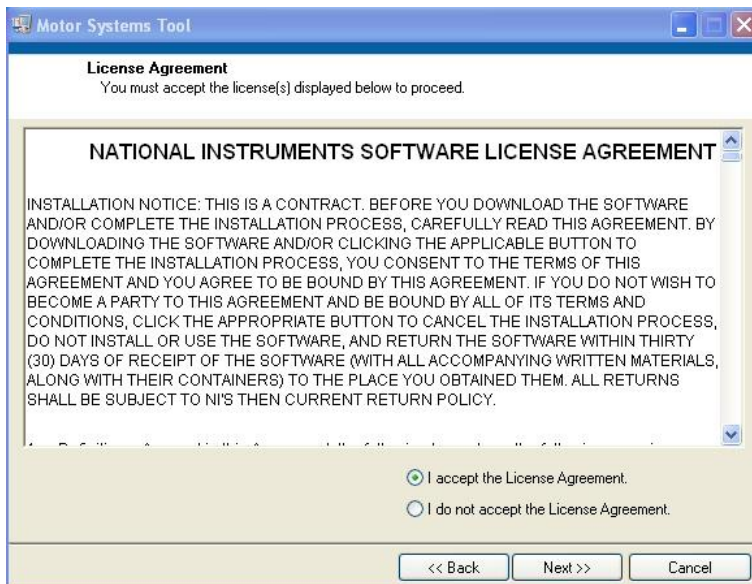 Motor Systems Tool
License Agreement
You must accept the license(s) displayed below to proceed.
NATIONAL INSTRUMENTS SOFTWARE LICENSE AGREEMENT
INSTALLATION NOTICE: THIS IS A CONTRACT. BEFORE YOU DOWNLOAD THE SOFTWARE
AND/OR COMPLETE THE INSTALLATION PROCESS, CAREFULLY READ THIS AGREEMENT. BY
DOWNLOADING THE SOFTWARE AND/OR CLICKING THE APPLICABLE BUTTON TO
COMPLETE THE INSTALLATION PROCESS, YOU CONSENT TO THE TERMS OF THIS
AGREEMENT AND YOU AGREE TO BE BOUND BY THIS AGREEMENT. IF YOU DO NOT WISH TO
BECOME A PARTY TO THIS AGREEMENT AND BE BOUND BY ALL OF ITS TERMS AND
CONDITIONS, CLICK THE APPROPRIATE BUTTON TO CANCEL THE INSTALLATION PROCESS,
DO NOT INSTALL OR USE THE SOFTWARE, AND RETURN THE SOFTWARE WITHIN THIRTY
(30) DAYS OF RECEIPT OF THE SOFTWARE (WITH ALL ACCOMPANYING WRITTEN MATERIALS,
ALONG WITH THEIR CONTAINERS) TO THE PLACE YOU OBTAINED THEM. ALL RETURNS
SHALL BE SUBJECT TO NI'S THEN CURRENT RETURN POLICY.
I accept the License Agreement.
I do not accept the License Agreement.
<< Back
Next >>
Cancel